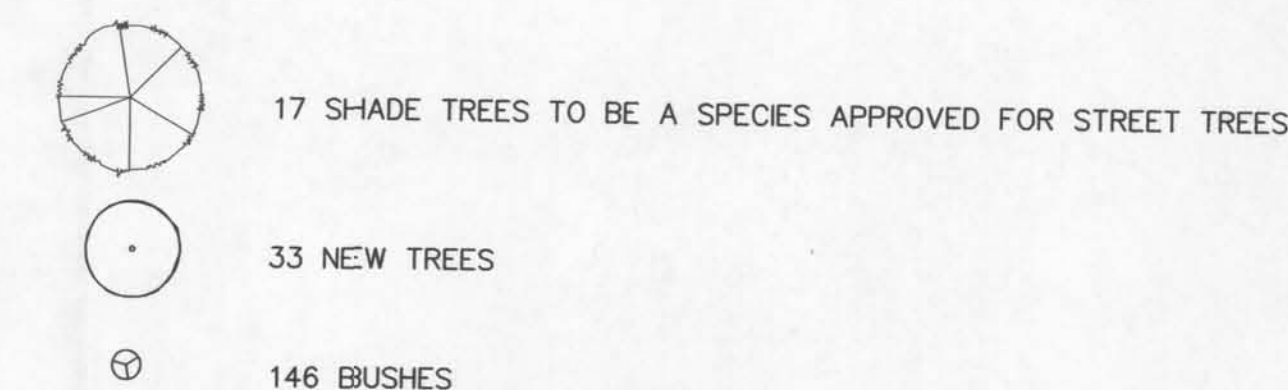 17 SHADE TREES TO BE A SPECIES APPROVED FOR STREET TREES
33 NEW TREES
146 BUSHES